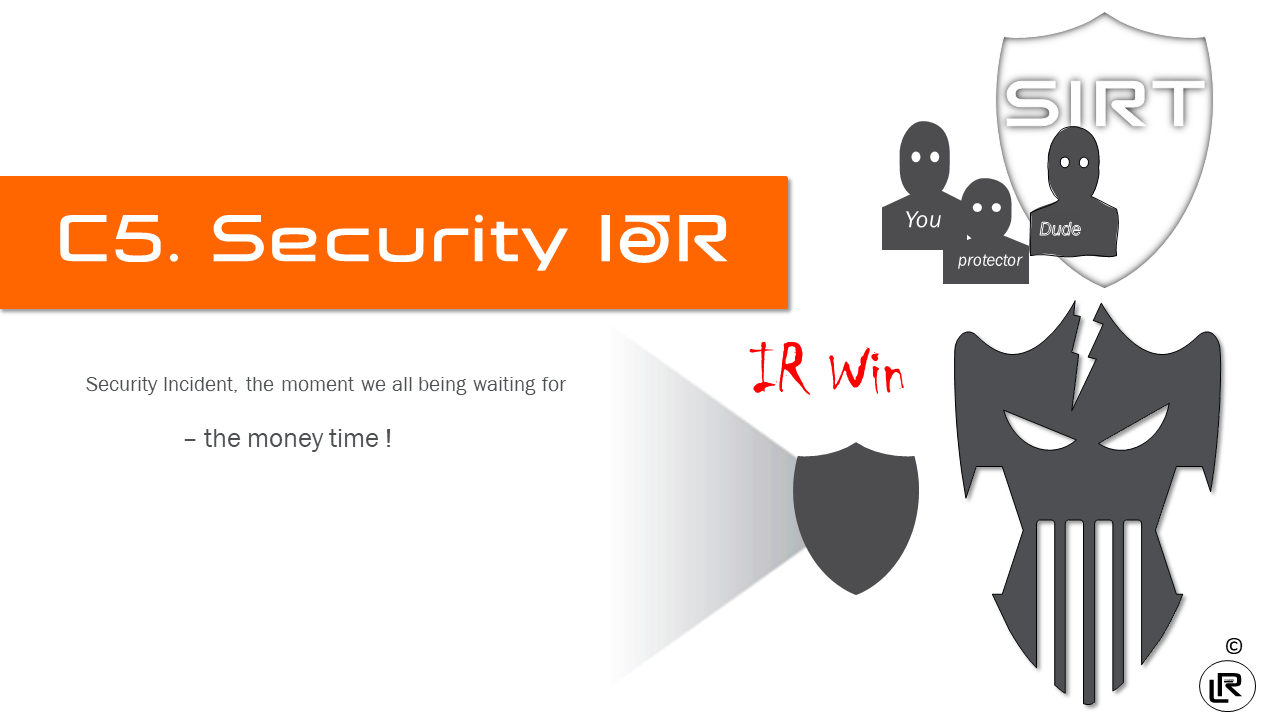 SIRT
You
Dude
protector
C5. Security IŏR
IR Win
Security Incident, the moment we all being waiting for
– the money time !
©
LR